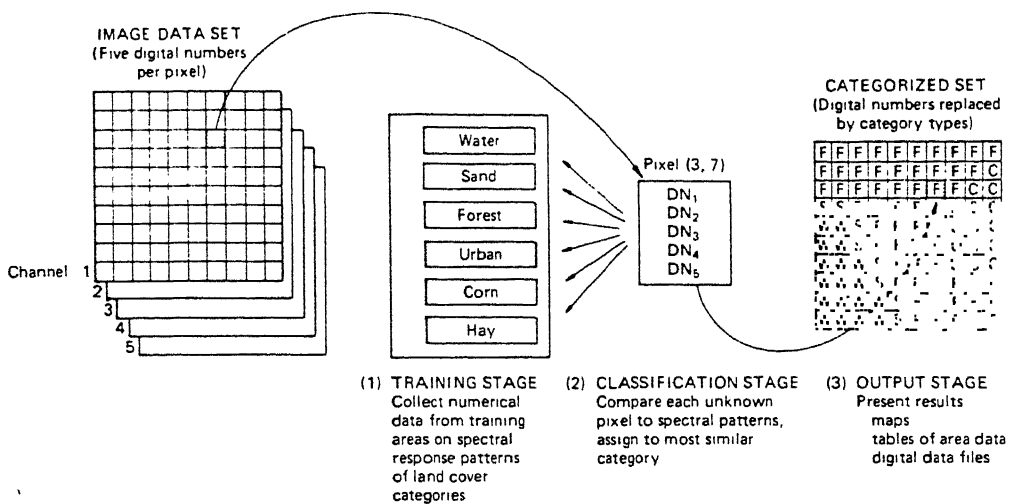 IMAGE DATA SET
(Five digital numbers
per pixel)
Channel 1
2
3
4
5
Water
Sand
Forest
Urban
Corn
Hay
Pixel (3, 7)
DN1
DN2
DN3
DN4
DN5
CATEGORIZED SET
(Digital numbers replaced
by category types)
F F F F F F F F F F
F F F F F F F F F C
F F F F F F F F C C
(1) TRAINING STAGE
Collect numerical
data from training
areas on spectral
response patterns
of land cover
categories
(2) CLASSIFICATION STAGE
Compare each unknown
pixel to spectral patterns,
assign to most similar
category
(3) OUTPUT STAGE
Present results
maps
tables of area data
digital data files